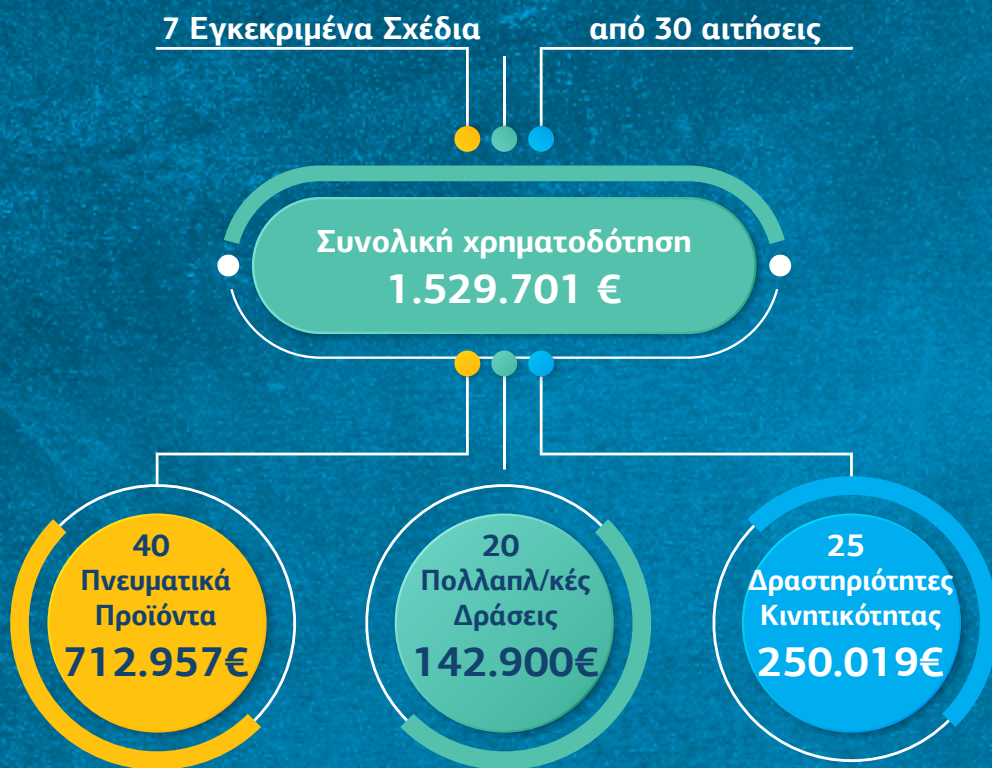 7 Εγκεκριμένα Σχέδια
από 30 αιτήσεις
Συνολική χρηματοδότηση
1.529.701 €
40
Πνευματικά
Προϊόντα
712.957€
20
Πολλαπλ/κές
Δράσεις
142.900€
25
Δραστηριότητες
Κινητικότητας
250.019€